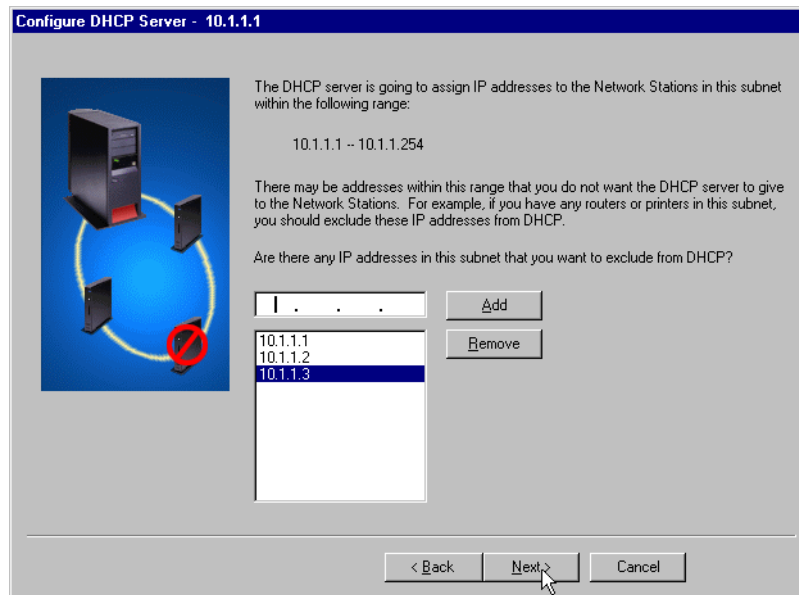 Configure DHCP Server - 10.1.1.1
The DHCP server is going to assign IP addresses to the Network Stations in this subnet
within the following range:
10.1.1.1 -- 10.1.1.254
There may be addresses within this range that you do not want the DHCP server to give
to the Network Stations. For example, if you have any routers or printers in this subnet,
you should exclude these IP addresses from DHCP.
Are there any IP addresses in this subnet that you want to exclude from DHCP?
. . .
Add
10.1.1.1
10.1.1.2
10.1.1.3
Remove
< Back
Next >
Cancel